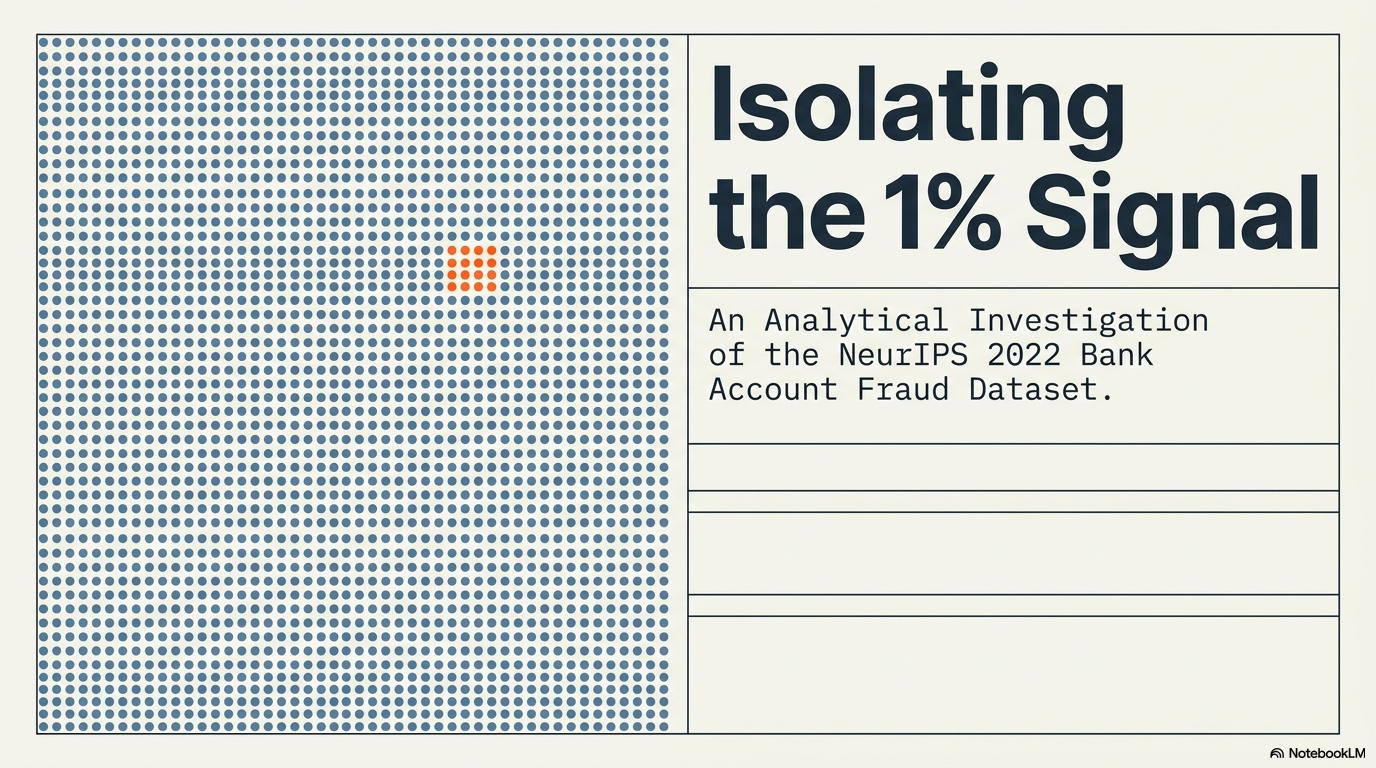 Isolating
the 1% Signal
An Analytical Investigation
of the NeurIPS 2022 Bank
Account Fraud Dataset.
NotebookLM